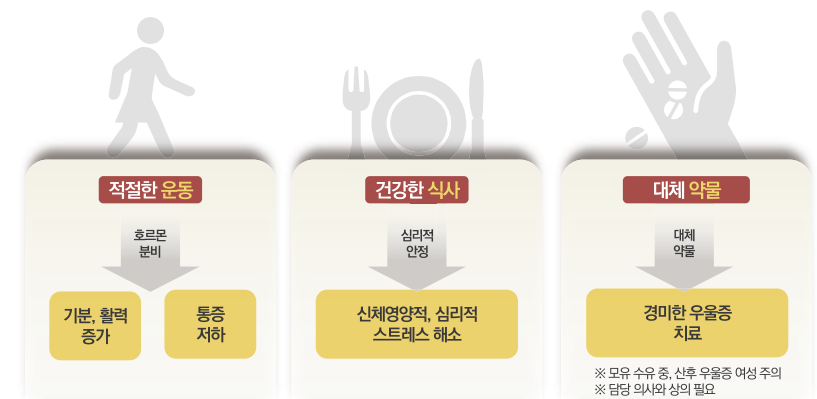 적절한 운동
호르몬
분비
기분, 활력
증가
통증
저하
건강한 식사
심리적
안정
신체영양적, 심리적
스트레스 해소
대체 약물
대체
약물
경미한 우울증
치료
※ 모유 수유 중, 산후 우울증 여성 주의
※ 담당 의사와 상의 필요